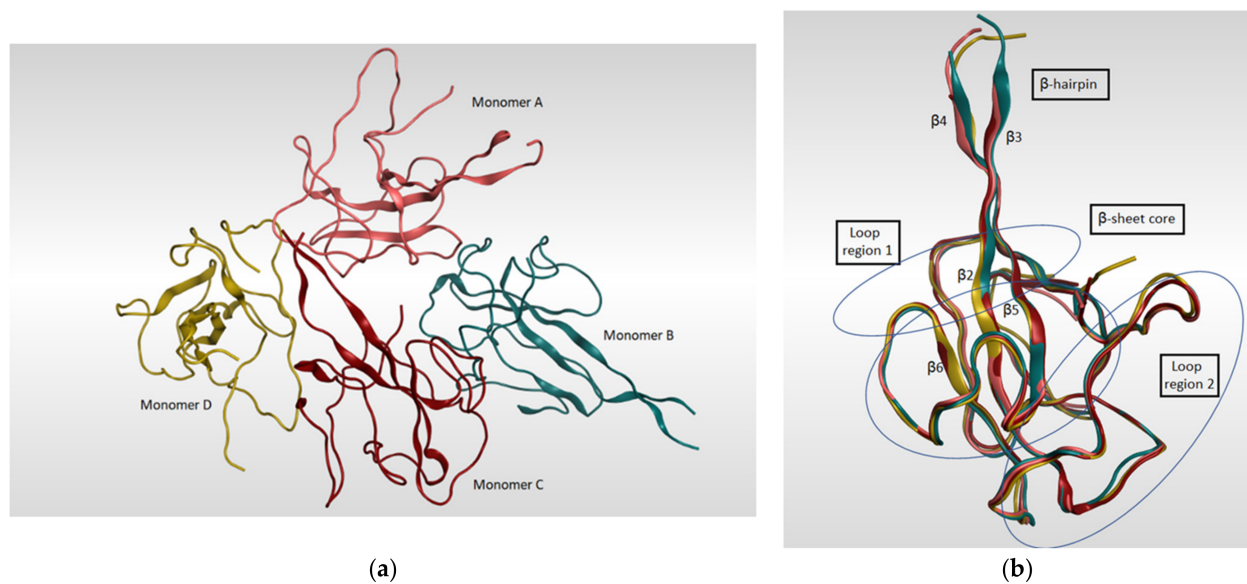 Monomer A
Monomer B
Monomer D
Monomer C
(a)
β-hairpin
β4
β3
β-sheet core
Loop
region 1
β2
β5
β6
Loop
region 2
(b)